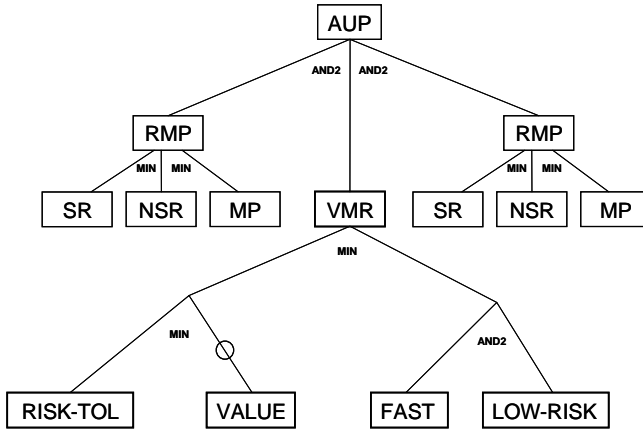 AUP
AND2 AND2
RMP RMP
MIN MIN MIN MIN
SR NSR MP VMR SR NSR MP
MIN
MIN AND2
RISK-TOL VALUE FAST LOW-RISK